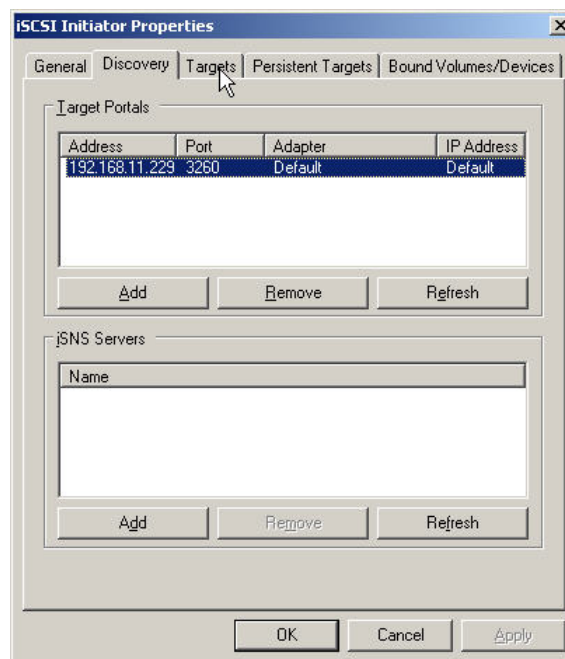 iSCSI Initiator Properties
General Discovery Targets Persistent Targets Bound Volumes/Devices
Target Portals
Address Port Adapter IP Address
192.168.11.229 3260 Default Default
Add Remove Refresh
iSNS Servers
Name
Add Remove Refresh
OK Cancel Apply